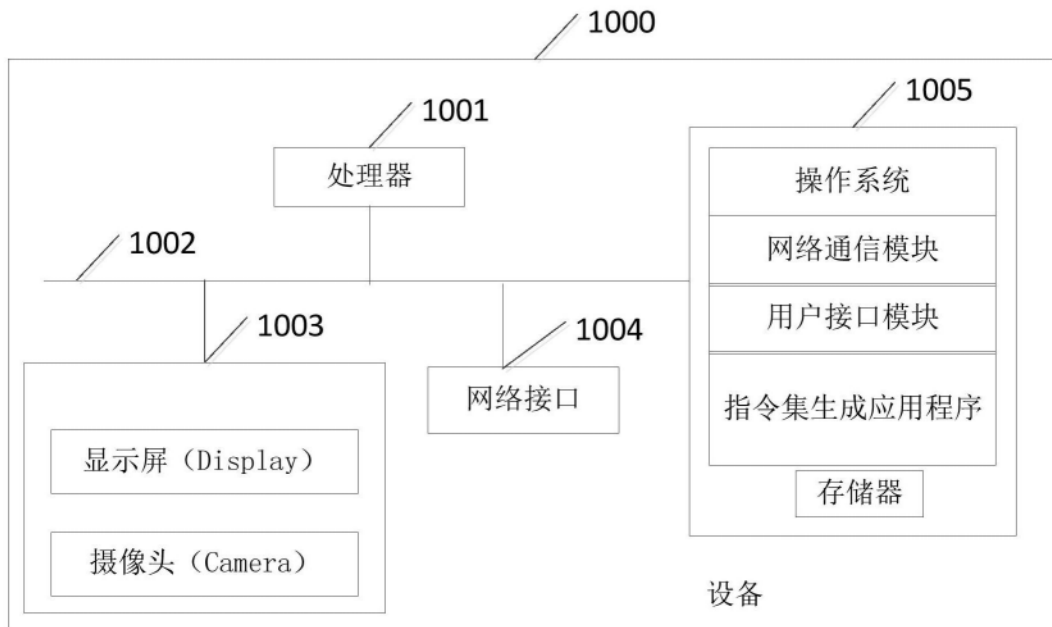 1000
1001
1005
处理器
操作系统
1002
网络通信模块
1003
1004
用户接口模块
网络接口
指令集生成应用程序
显示屏（Display）
存储器
摄像头（Camera）
设备